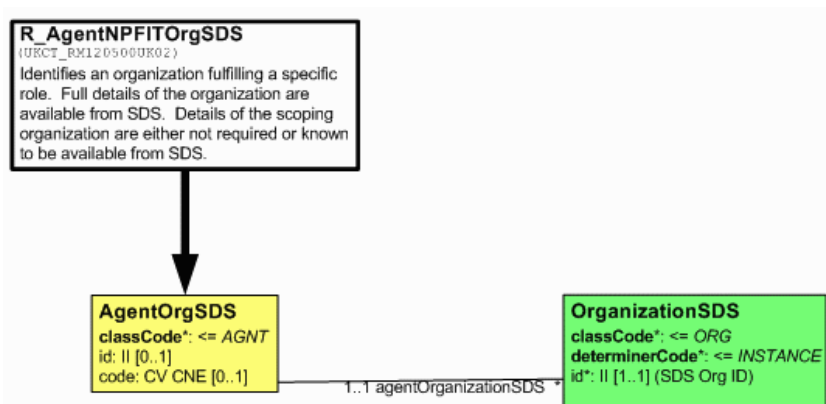 R_AgentNPFITOrgSDS
(UKCT_RM120500UK02)
Identifies an organization fulfilling a specific
role. Full details of the organization are
available from SDS. Details of the scoping
organization are either not required or known
to be available from SDS.
AgentOrgSDS
classCode*: <= AGNT
id: II [0..1]
code: CV CNE [0..1]
1..1 agentOrganizationSDS *
OrganizationSDS
classCode*: <= ORG
determinerCode*: <= INSTANCE
id*: II [1..1] (SDS Org ID)